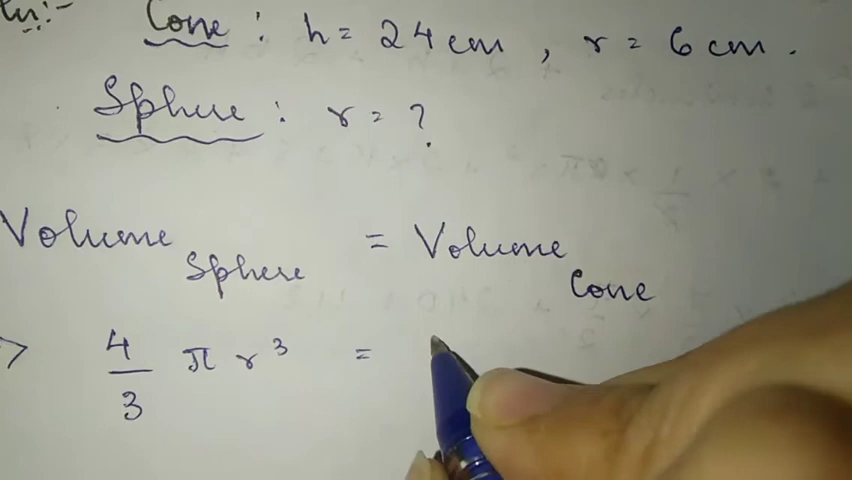 Cone : h = 24 cm , r = 6 cm .
Sphere : r = ?
Volume Sphere = Volume Cone
=> 4/3 π r³ =